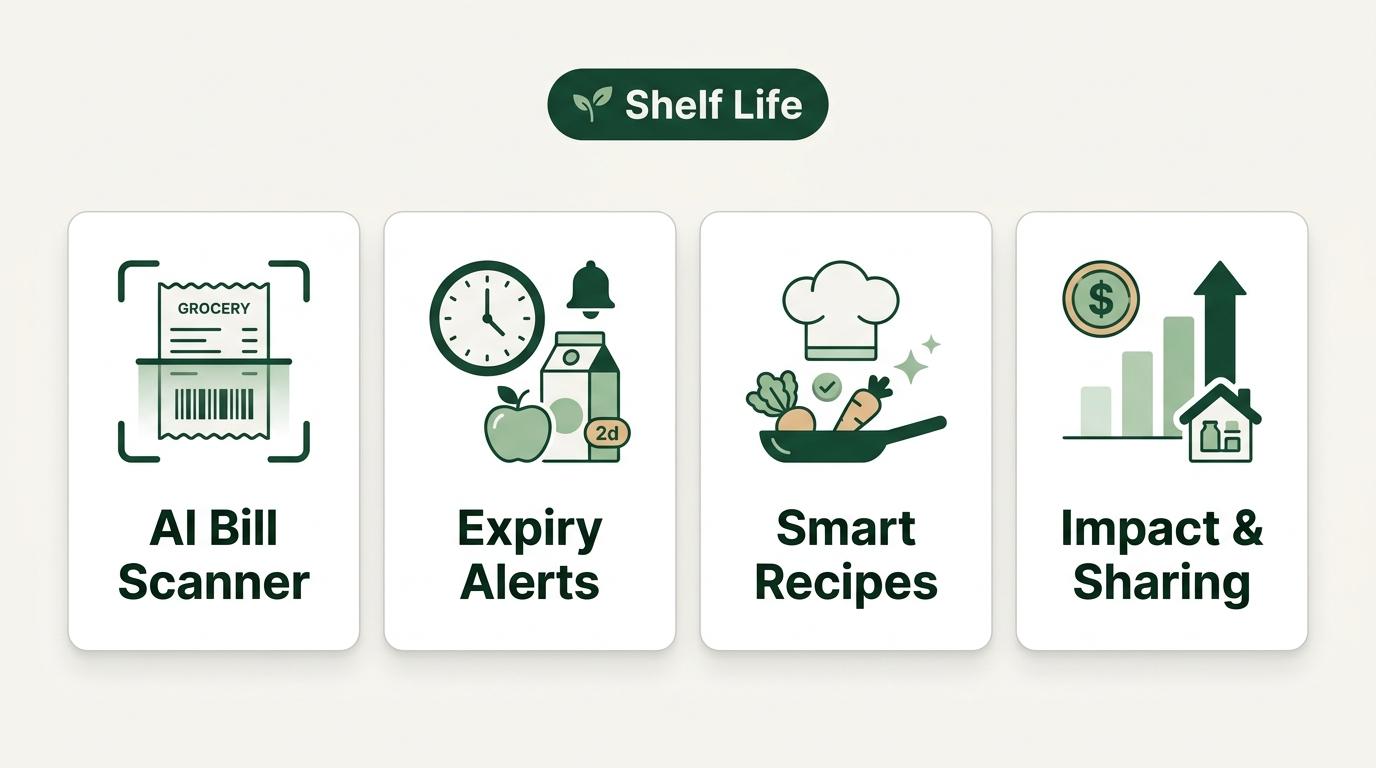 Shelf Life
GROCERY
AI Bill
Scanner
2d
Expiry
Alerts
Smart
Recipes
$
Impact &
Sharing